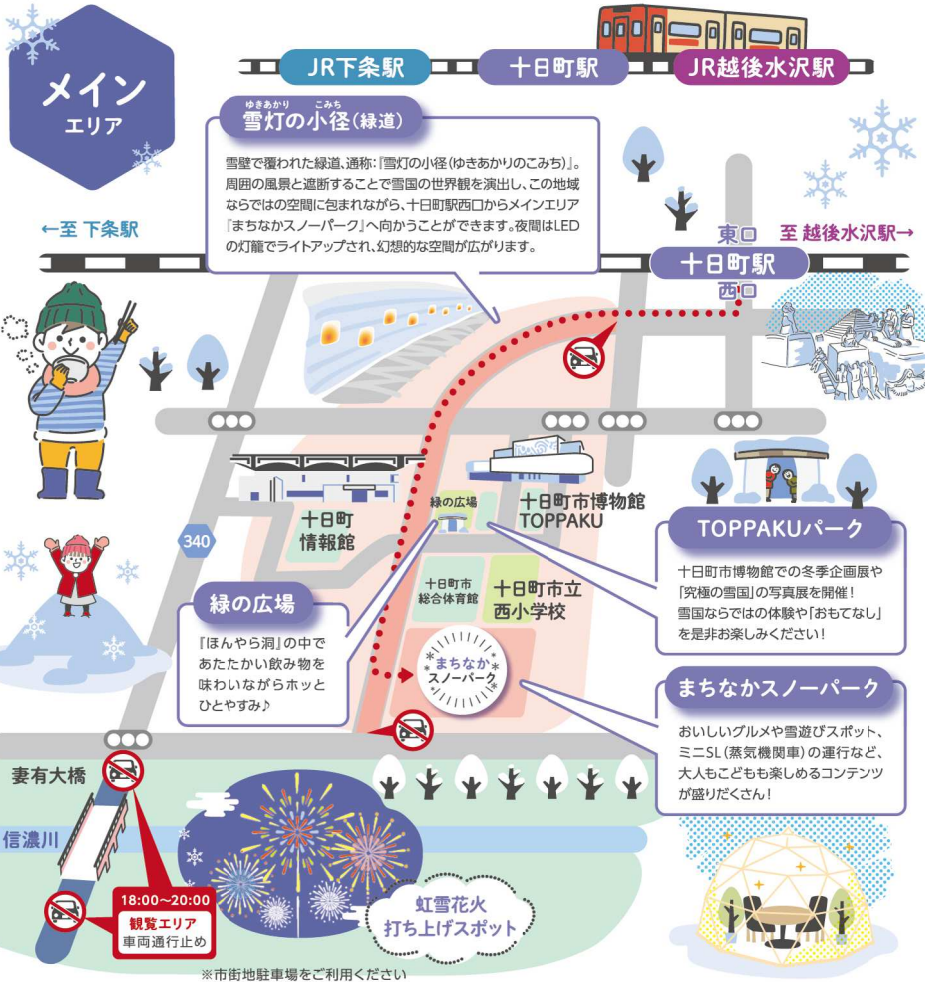 メイン
エリア
JR下条駅
十日町駅
JR越後水沢駅
ゆきあかり こみち
雪灯の小径(緑道)
雪壁で覆われた緑道、通称:『雪灯の小径(ゆきあかりのこみち)』。
周囲の風景と遮断することで雪国の世界観を演出し、この地域
ならではの空間に包まれながら、十日町駅西口からメインエリア
『まちなかスノーパーク』へ向かうことができます。夜間はLED
の灯籠でライトアップされ、幻想的な空間が広がります。
←至 下条駅
東口
至 越後水沢駅→
十日町駅
西口
十日町
情報館
緑の広場
十日町市博物館
TOPPAKU
340
TOPPAKUパーク
十日町市博物館での冬季企画展や
「究極の雪国」の写真展を開催!
雪国ならではの体験や「おもてなし」
を是非お楽しみください!
緑の広場
『ほんやら洞』の中で
あたたかい飲み物を
味わいながらホッと
ひとやすみ♪
十日町市
総合体育館
十日町市立
西小学校
まちなか
スノーパーク
まちなかスノーパーク
おいしいグルメや雪遊びスポット、
ミニSL(蒸気機関車)の運行など、
大人もこどもも楽しめるコンテンツ
が盛りだくさん!
妻有大橋
信濃川
18:00~20:00
観覧エリア
車両通行止め
虹雪花火
打ち上げスポット
※市街地駐車場をご利用ください